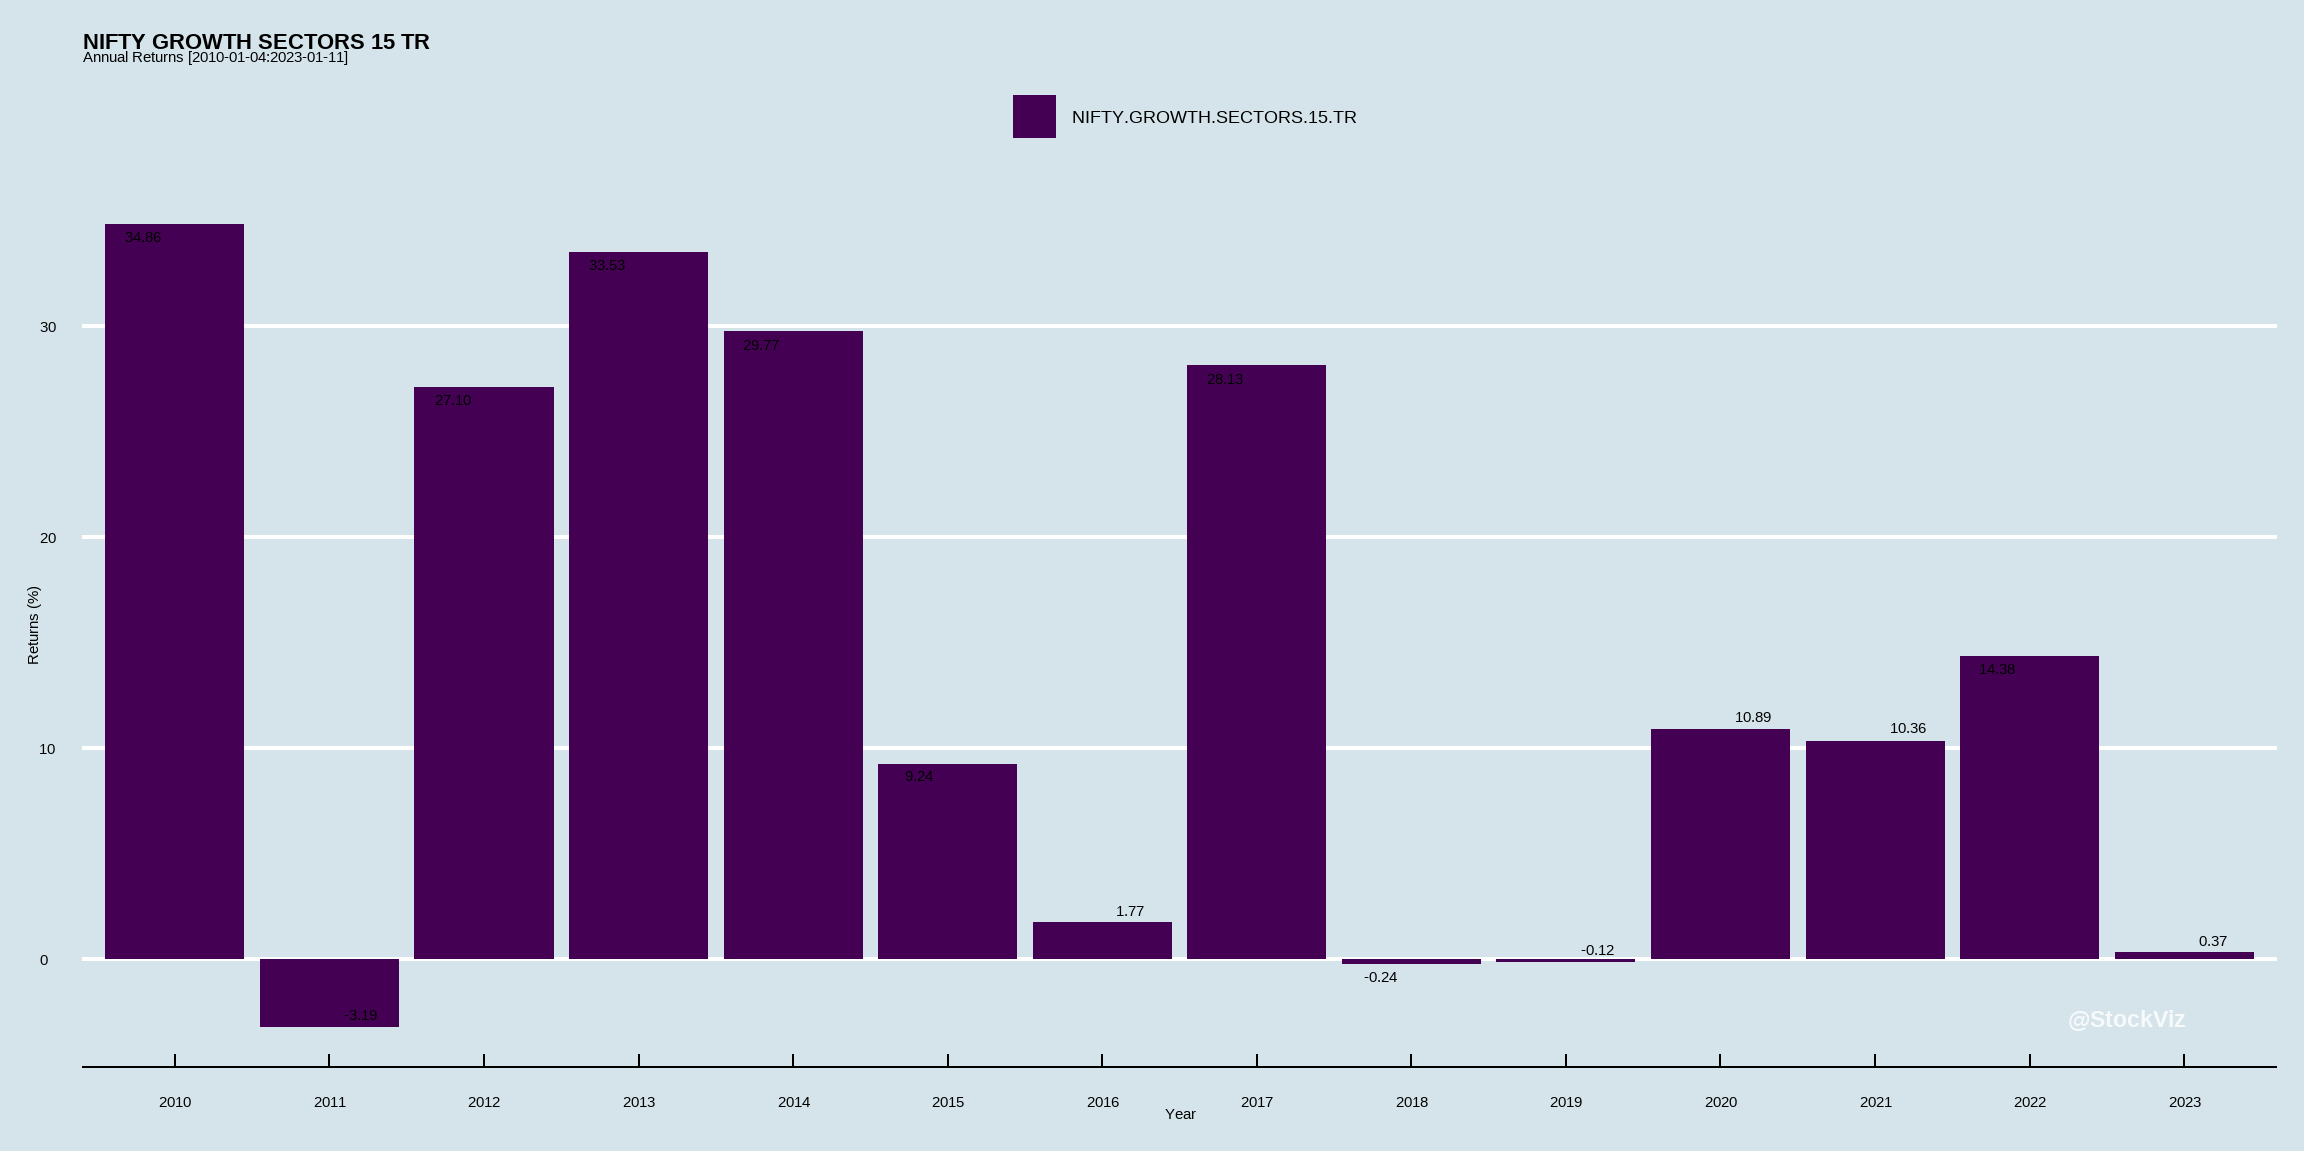 NIFTY GROWTH SECTORS 15 TR
Annual Returns [2010-01-04:2023-01-11]
NIFTY.GROWTH.SECTORS.15.TR
34.86
33.53
30
29.77
28.13
27.10
20
Returns (%)
14.38
10.89
10.36
10
9.24
1.77
0.37
-0.12
0
-0.24
-3.19
@StockViz
2010 2011 2012 2013 2014 2015 2016 2017 2018 2019 2020 2021 2022 2023
Year